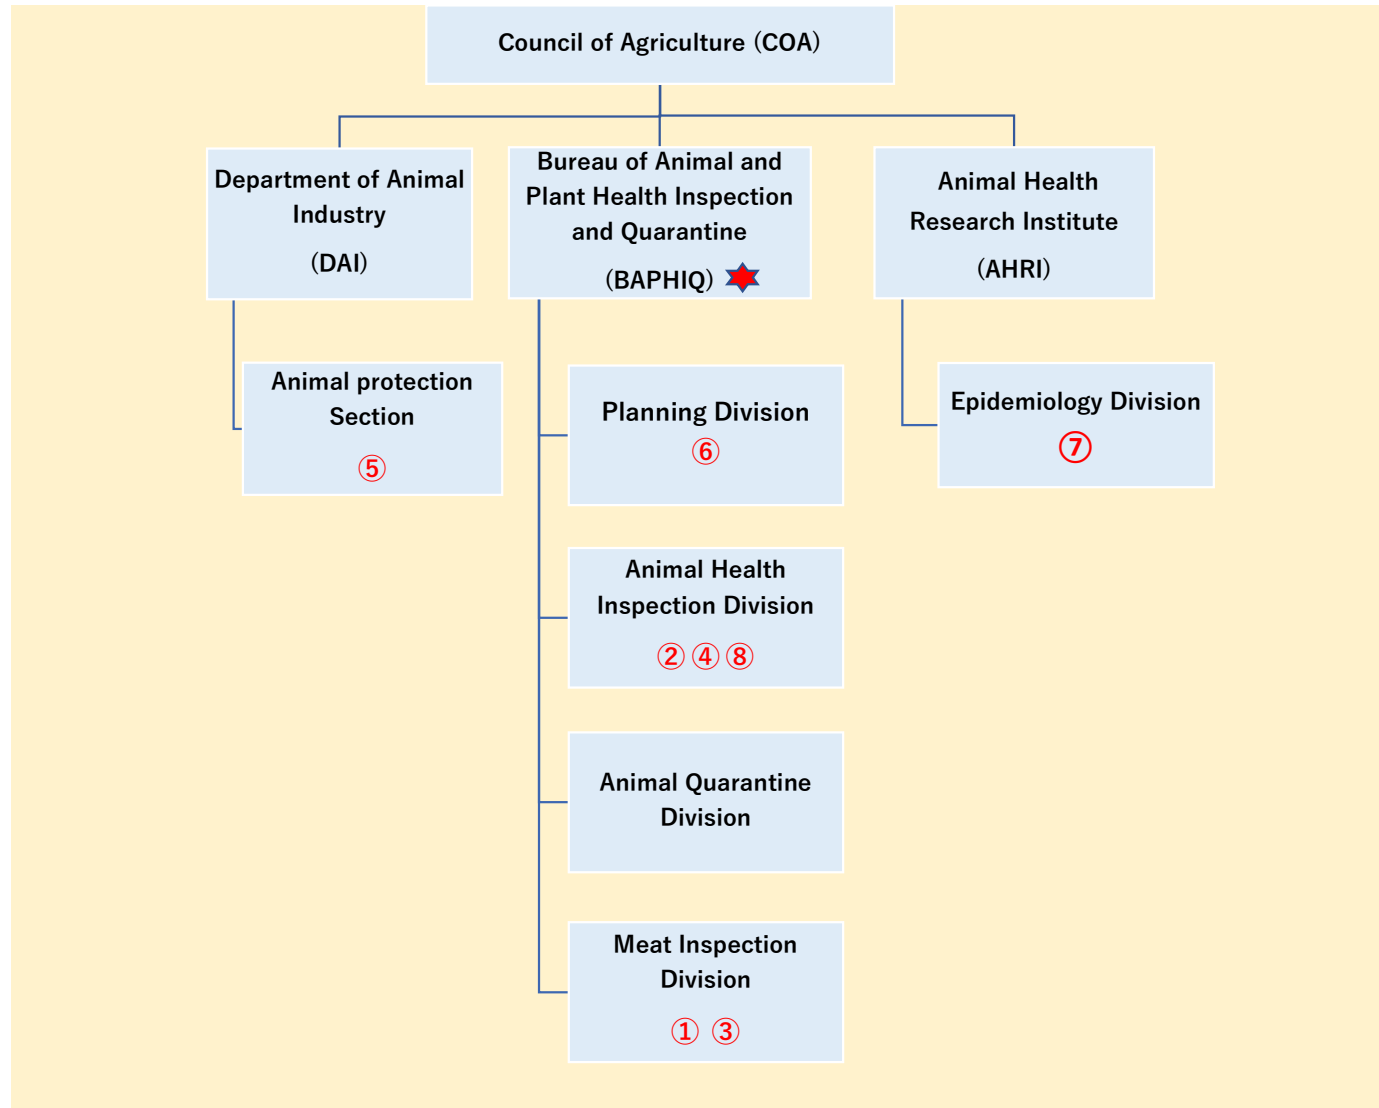 Council of Agriculture (COA)
Department of Animal
Industry
(DAI)
Bureau of Animal and
Plant Health Inspection
and Quarantine
(BAPHIQ)
Animal Health
Research Institute
(AHRI)
Animal protection
Section
⑤
Planning Division
⑥
Epidemiology Division
⑦
Animal Health
Inspection Division
②④⑧
Animal Quarantine
Division
Meat Inspection
Division
① ③